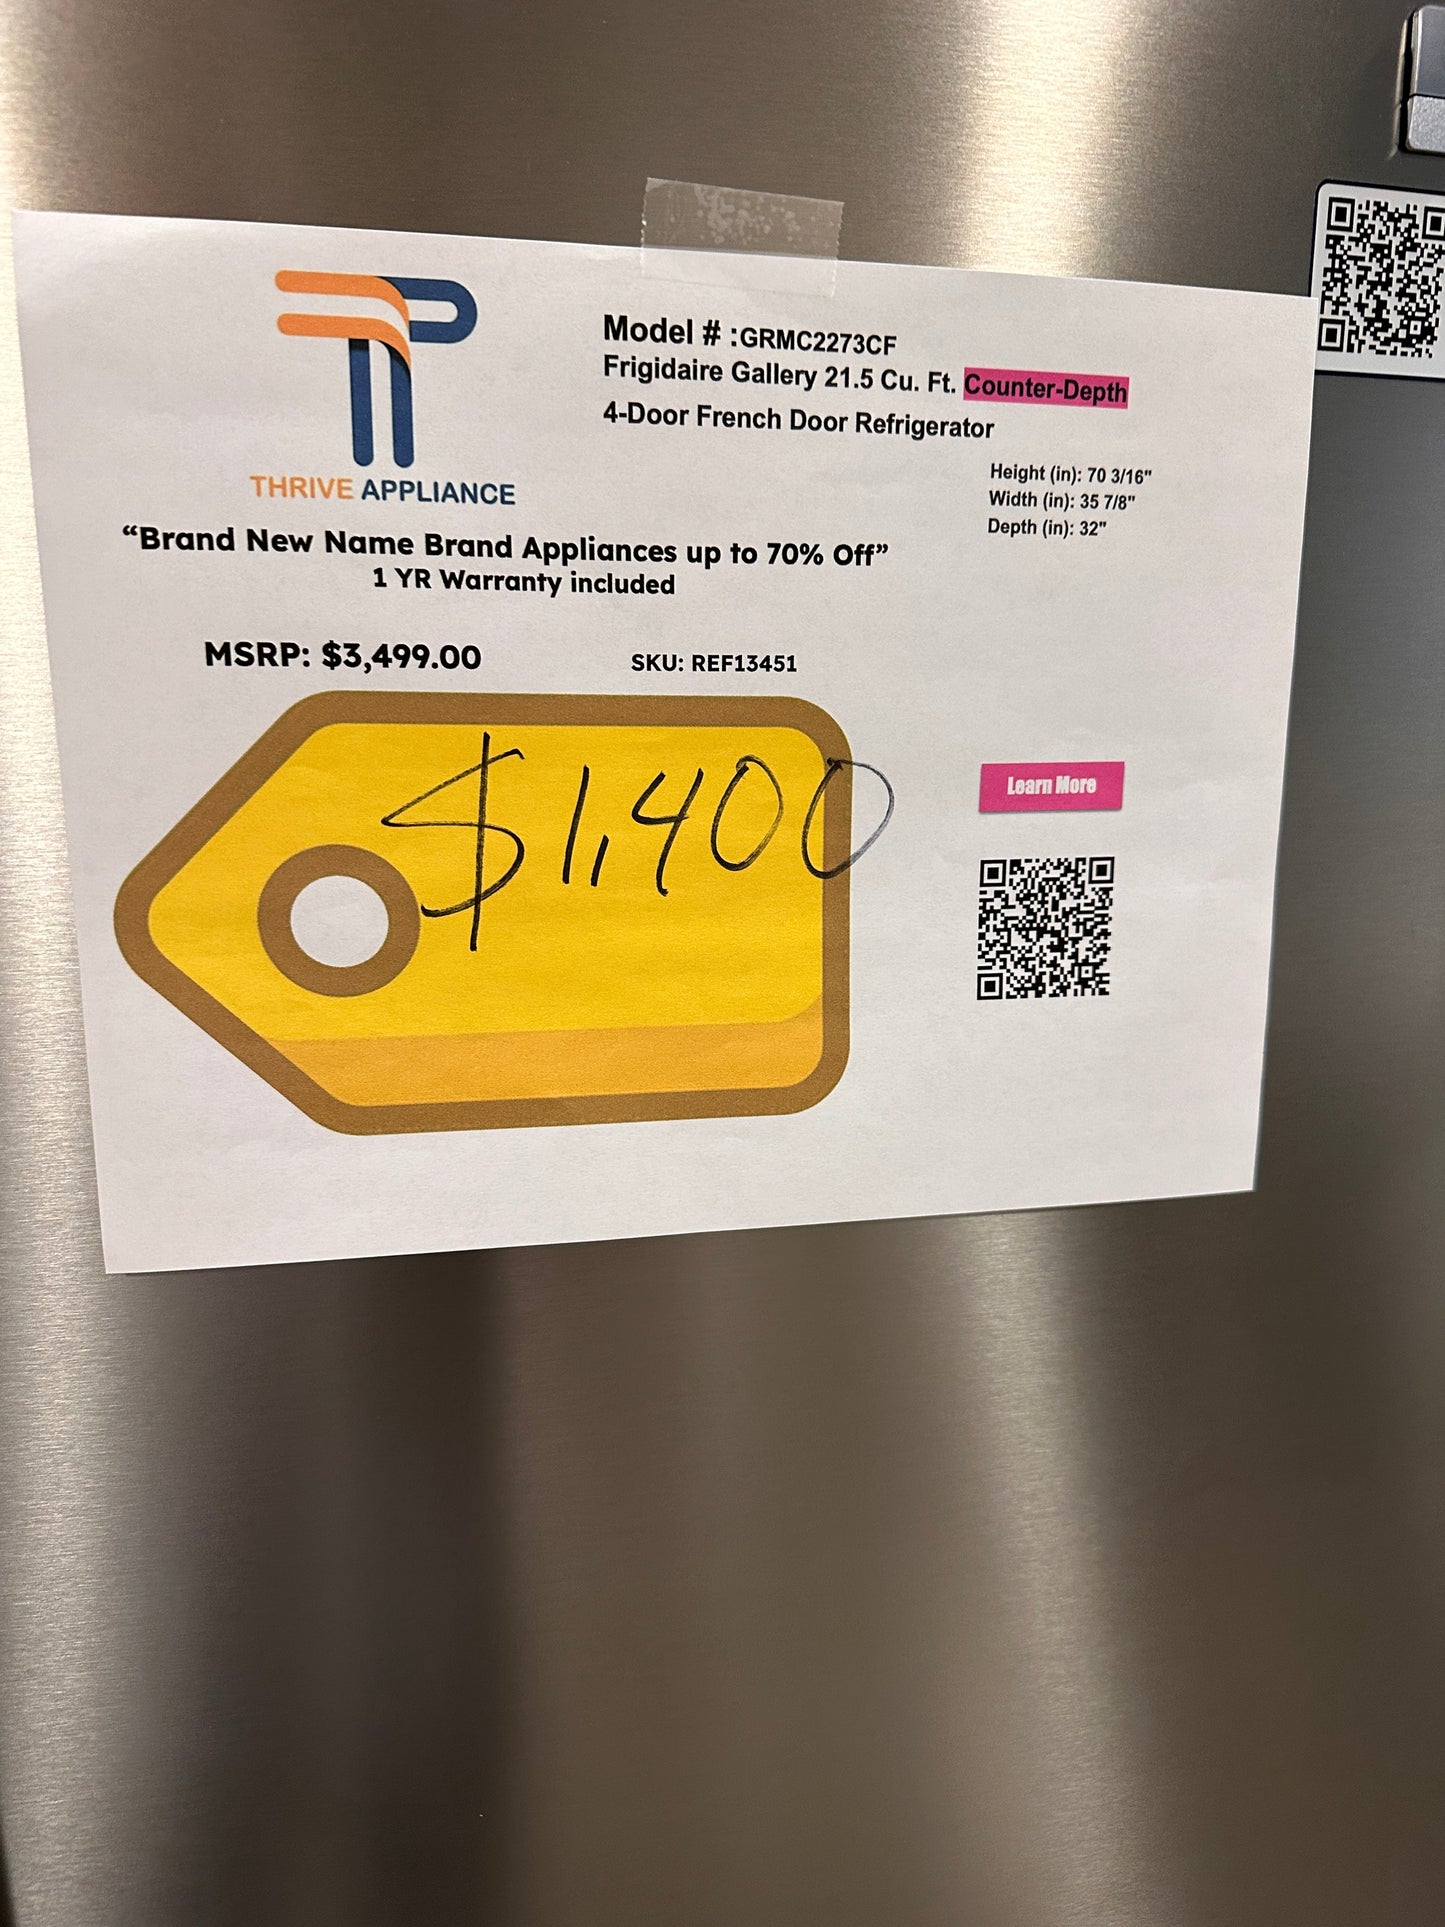 Model # :GRMC2273CF
Frigidaire Gallery 21.5 Cu. Ft. Counter-Depth
4-Door French Door Refrigerator
Height (in): 70 3/16"
Width (in): 35 7/8"
Depth (in): 32"
THRIVE APPLIANCE
“Brand New Name Brand Appliances up to 70% Off”
1 YR Warranty included
MSRP: $3,499.00
SKU: REF13451
$1,400
Learn More